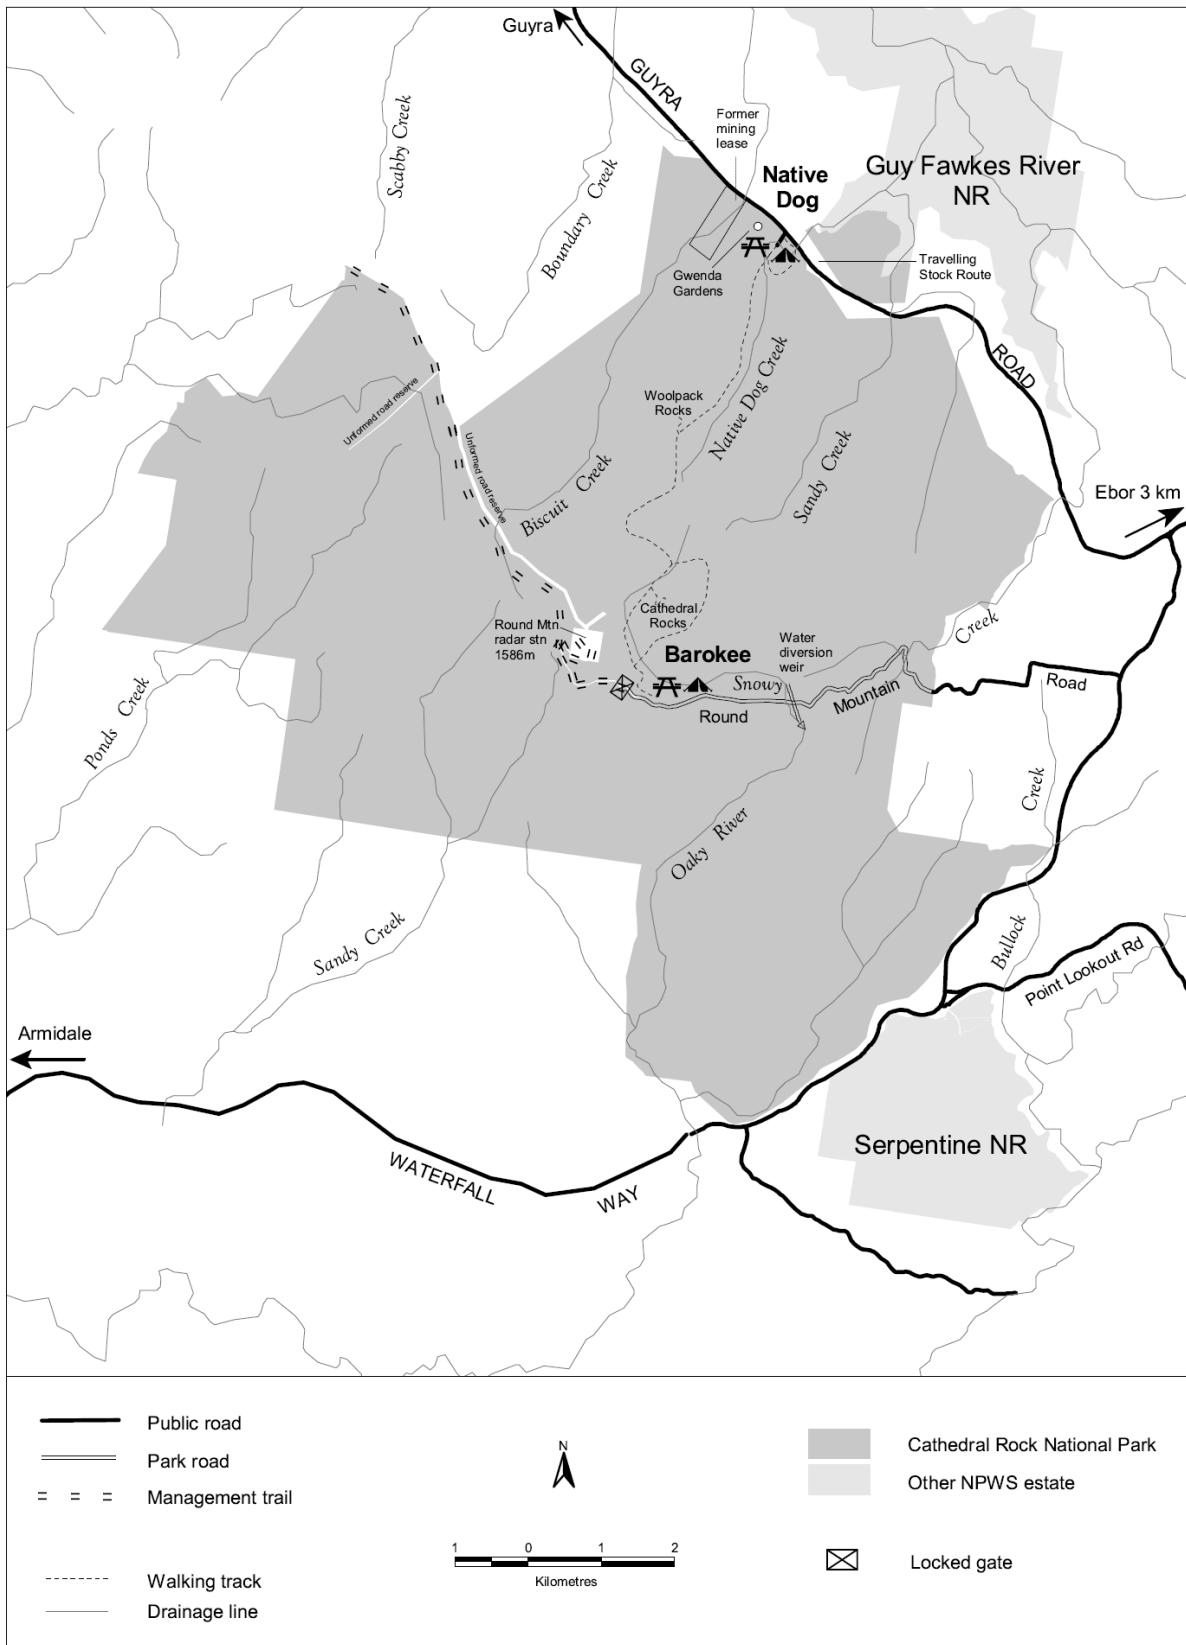 Guyra
GUYRA
Scabby Creek
Former
mining
lease
Boundary Creek
Native
Dog
Guy Fawkes River
NR
Travelling
Stock Route
Gwenda
Gardens
ROAD
Unformed road reserve
Woolpack
Rocks
Native Dog Creek
Unformed road reserve
Biscuit Creek
Sandy Creek
Ebor 3 km
Cathedral
Rocks
Round Mtn
radar stn
1586m
Creek
Water
diversion
weir
Barokee
Snowy
Mountain
Road
Round
Ponds Creek
Creek
Oaky River
Sandy Creek
Bullock
Point Lookout Rd
Armidale
Serpentine NR
WATERFALL
WAY
Public road
Park road
Management trail
Walking track
Drainage line
N
1 0 1 2
Kilometres
Cathedral Rock National Park
Other NPWS estate
Locked gate